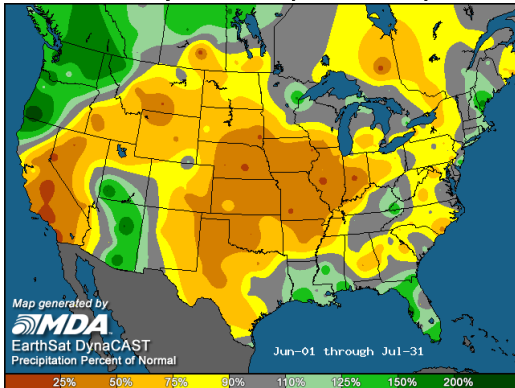 Map generated by
MDA
EarthSat DynaCAST
Precipitation Percent of Normal
Jun-01 through Jul-31
25% 50% 75% 90% 110% 125% 150% 200%